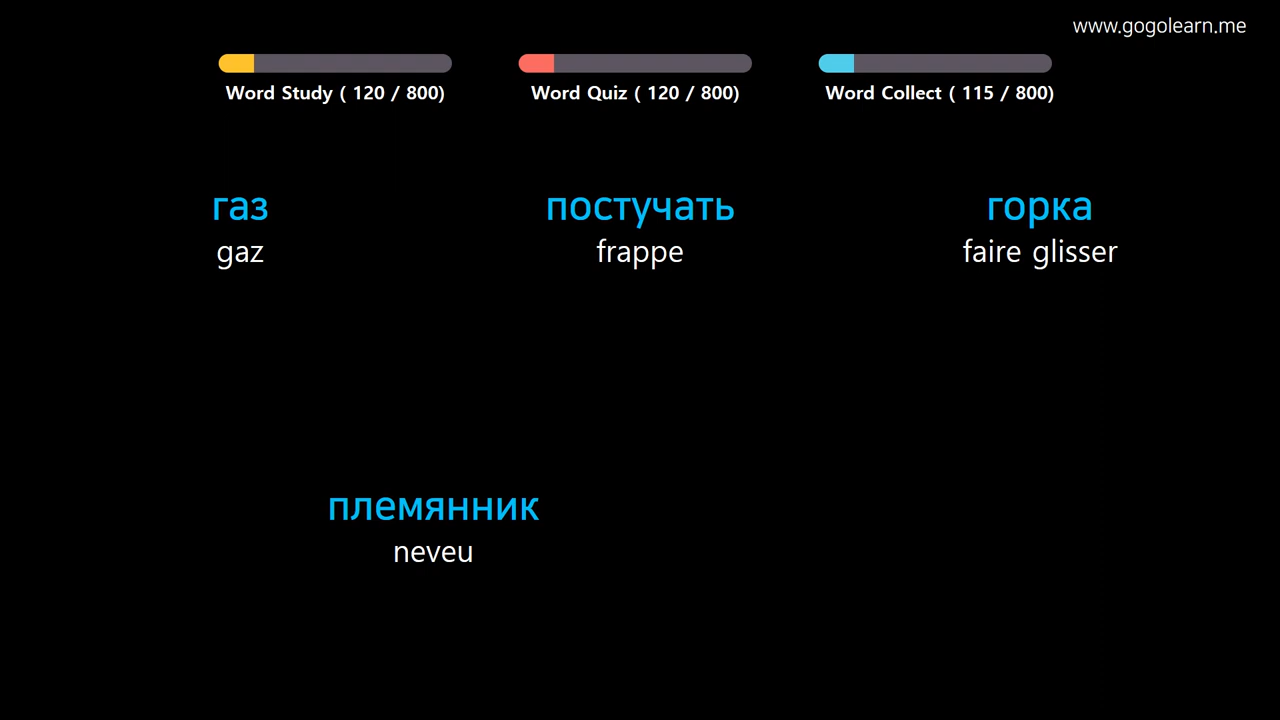 www.gogolearn.me
Word Study ( 120 / 800)
Word Quiz ( 120 / 800)
Word Collect ( 115 / 800)
газ
gaz
постучать
frappe
горка
faire glisser
племянник
neveu